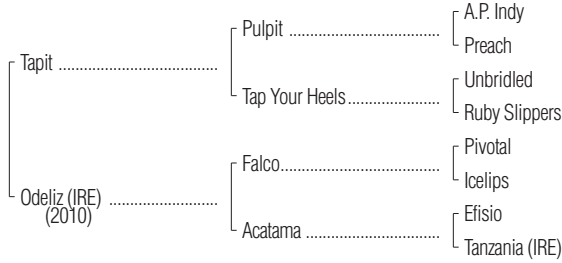 A.P. Indy
Pulpit
Preach
Tapit
Unbridled
Tap Your Heels
Ruby Slippers
Pivotal
Falco
Icelips
Odeliz (IRE)
(2010)
Efisio
Acatama
Tanzania (IRE)